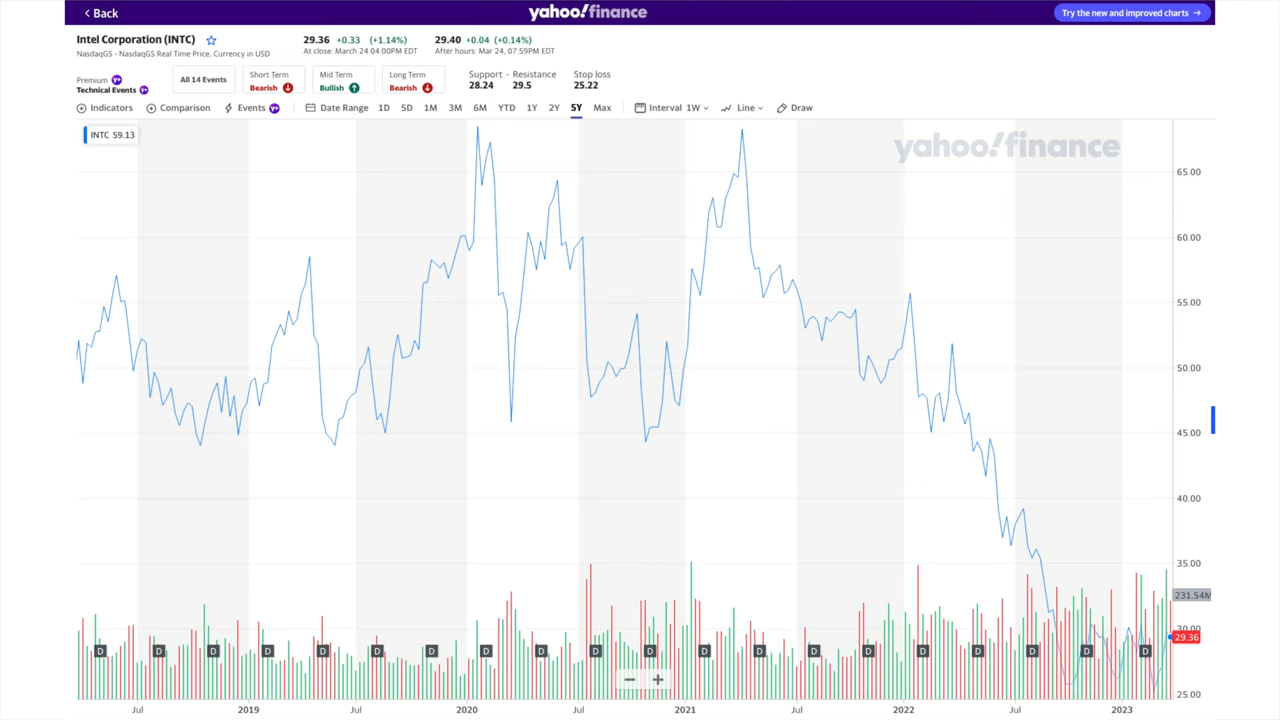 Back
yahoo!finance
Try the new and improved charts →
Intel Corporation (INTC)
NasdaqGS - NasdaqGS Real Time Price. Currency in USD
29.36 +0.33 (+1.14%)
At close: March 24 04:00PM EDT
29.40 +0.04 (+0.14%)
After hours: Mar 24, 07:59PM EDT
Premium Y+
Technical Events Y+
All 14 Events
Short Term
Bearish
Mid Term
Bullish
Long Term
Bearish
Support - Resistance
28.24 29.5
Stop loss
25.22
Indicators Comparison Events Y+ Date Range 1D 5D 1M 3M 6M YTD 1Y 2Y 5Y Max Interval 1W Line Draw
INTC 59.13
yahoo!finance
65.00
60.00
55.00
50.00
45.00
40.00
35.00
231.54M
30.00
29.36
D D D D D D D D D D D D D D D D D D D D
25.00
Jul 2019 Jul 2020 Jul 2021 Jul 2022 Jul 2023